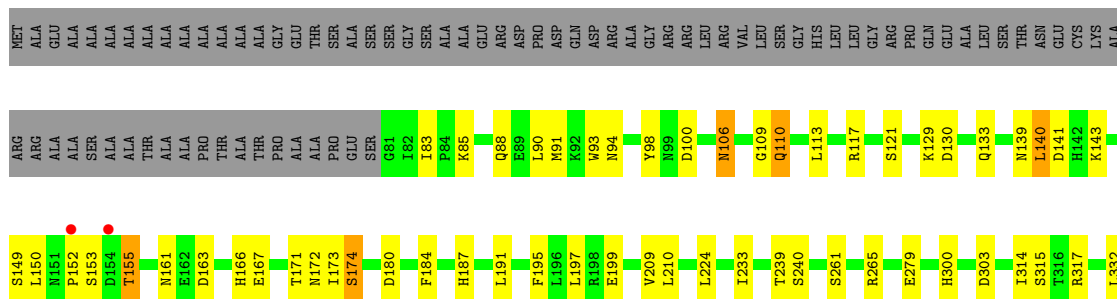 MET ALA GLU ALA ALA ALA ALA ALA ALA ALA ALA ALA ALA ALA GLY GLU THR SER ALA SER SER GLY SER ALA ALA GLU ARG ASP PRO ASP GLN ASP ARG ALA GLY ARG ARG LEU ARG VAL LEU SER GLY HIS LEU LEU GLY ARG PRO GLN GLU ALA LEU SER THR ASN GLU CYS LYS ALA
ARG ARG ALA ALA SER ALA ALA THR ALA ALA PRO THR ALA THR PRO ALA ALA PRO GLU SER G81 I82 I83 P84 K85 Q88 E89 L90 M91 K92 W93 N94 Y98 N99 D100 N106 G109 Q110 L113 R117 S121 K129 D130 Q133 N139 L140 D141 H142 K143
S149 L150 N151 P152 S153 D154 T155 N161 E162 D163 H166 E167 T171 N172 I173 S174 D180 F184 H187 L191 F195 L196 L197 R198 E199 V209 L210 L224 I233 T239 S240 S261 R265 E279 H300 D303 I314 S315 T316 R317 L332